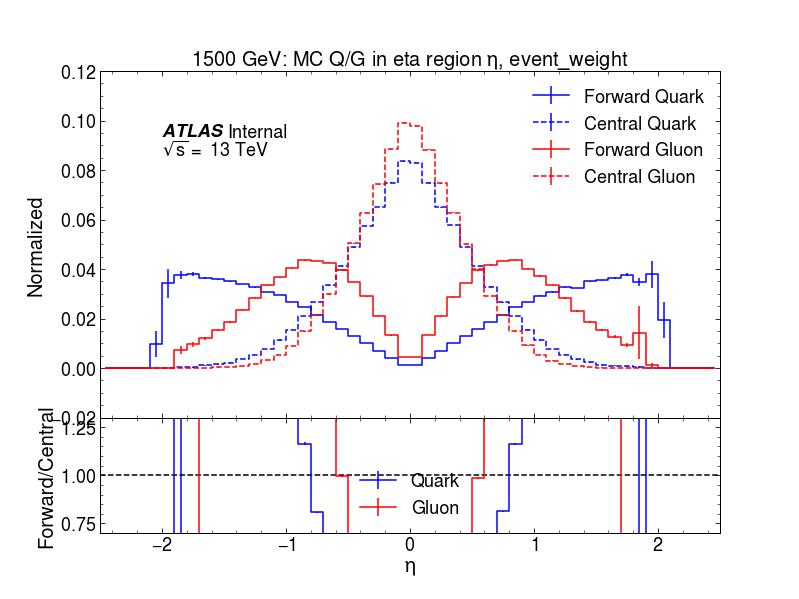 1500 GeV: MC Q/G in eta region η, event_weight
0.12
0.10
0.08
0.06
0.04
0.02
0.00
0.02
Normalized
ATLAS Internal
√s = 13 TeV
Forward Quark
Central Quark
Forward Gluon
Central Gluon
1.25
1.00
0.75
Forward/Central
Quark
Gluon
−2 −1 0 1 2
η